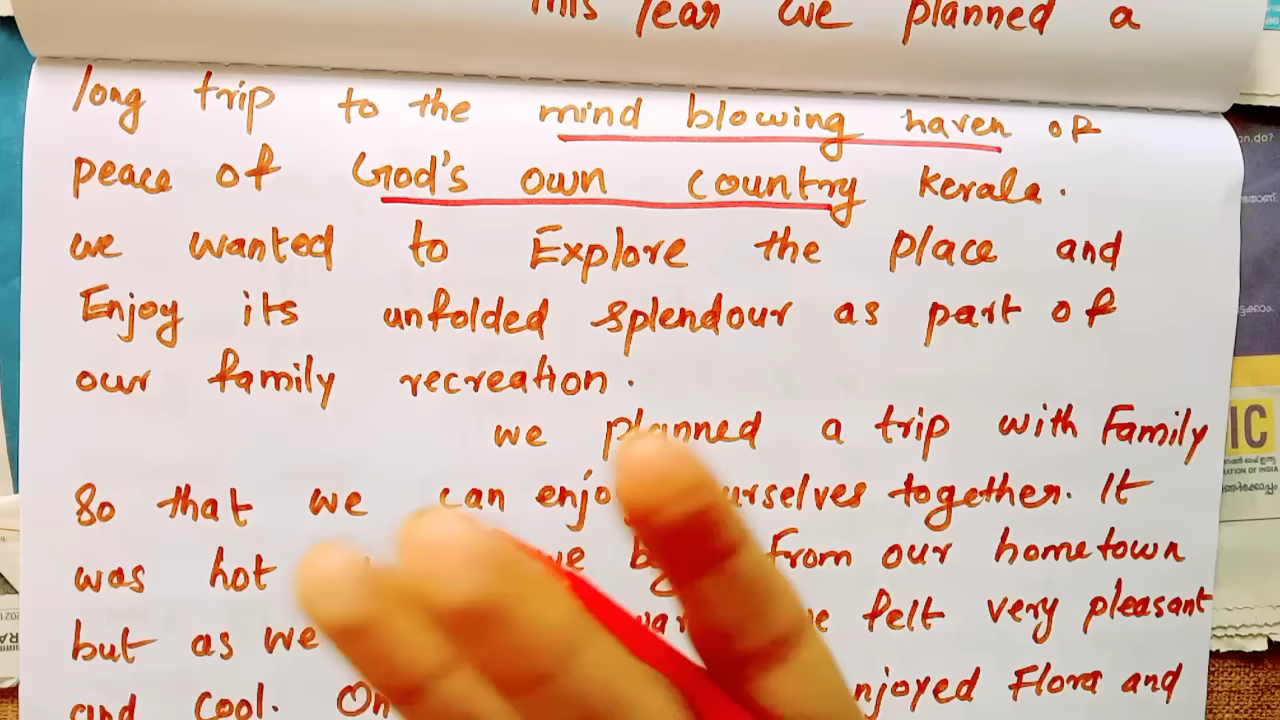 This Year we planned a
long trip to the mind blowing haven of
peace of God's own country Kerala.
we wanted to Explore the place and
Enjoy its unfolded splendour as part of
our family recreation.
we planned a trip with Family
So that we can enjoy ourselves together. It
was hot from our hometown
but as we felt very pleasant
and cool. enjoyed Flora and
IC